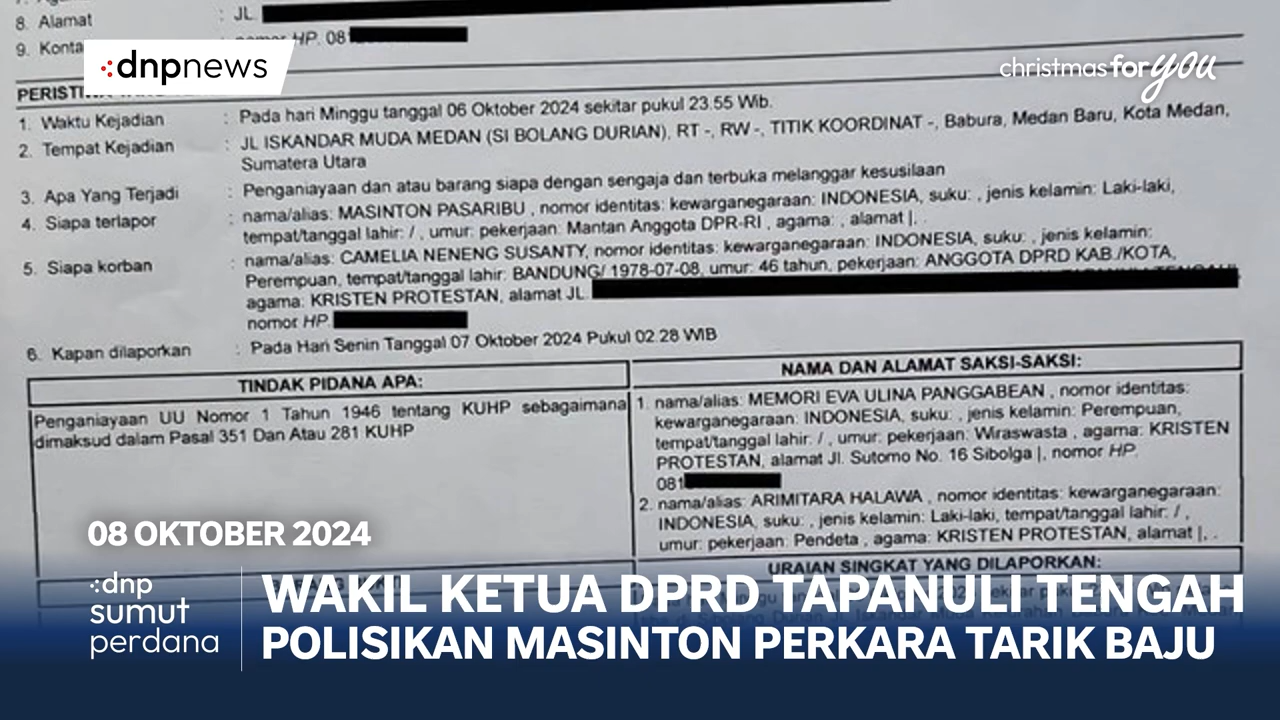 8. Alamat : JL.
9. Konta nomor HP. 081
:dnpnews
christmas for you
PERISTI
1. Waktu Kejadian : Pada hari Minggu tanggal 06 Oktober 2024 sekitar pukul 23.55 Wib.
2. Tempat Kejadian : JL ISKANDAR MUDA MEDAN (SI BOLANG DURIAN), RT -, RW -, TITIK KOORDINAT -, Babura, Medan Baru, Kota Medan,
Sumatera Utara
3. Apa Yang Terjadi : Penganiayaan dan atau barang siapa dengan sengaja dan terbuka melanggar kesusilaan
4. Siapa terlapor : nama/alias: MASINTON PASARIBU , nomor identitas: kewarganegaraan: INDONESIA, suku: , jenis kelamin: Laki-laki,
tempat/tanggal lahir: / , umur: pekerjaan: Mantan Anggota DPR-RI , agama: , alamat |, .
5. Siapa korban : nama/alias: CAMELIA NENENG SUSANTY, nomor identitas: kewarganegaraan: INDONESIA, suku: , jenis kelamin:
Perempuan, tempat/tanggal lahir: BANDUNG/ 1978-07-08, umur: 46 tahun, pekerjaan: ANGGOTA DPRD KAB./KOTA,
agama: KRISTEN PROTESTAN, alamat JL.
nomor HP
6. Kapan dilaporkan : Pada Hari Senin Tanggal 07 Oktober 2024 Pukul 02.28 WIB
TINDAK PIDANA APA:
Penganiayaan UU Nomor 1 Tahun 1946 tentang KUHP sebagaimana
dimaksud dalam Pasal 351 Dan Atau 281 KUHP
NAMA DAN ALAMAT SAKSI-SAKSI:
1. nama/alias: MEMORI EVA ULINA PANGGABEAN , nomor identitas:
kewarganegaraan: INDONESIA, suku: , jenis kelamin: Perempuan,
tempat/tanggal lahir: / , umur: pekerjaan: Wiraswasta , agama: KRISTEN
PROTESTAN, alamat Jl. Sutomo No. 16 Sibolga |, nomor HP.
081
2. nama/alias: ARIMITARA HALAWA , nomor identitas: kewarganegaraan:
INDONESIA, suku: , jenis kelamin: Laki-laki, tempat/tanggal lahir: / ,
umur: pekerjaan: Pendeta , agama: KRISTEN PROTESTAN, alamat |, .
URAIAN SINGKAT YANG DILAPORKAN:
08 OKTOBER 2024
:dnp
sumut
perdana
WAKIL KETUA DPRD TAPANULI TENGAH
POLISIKAN MASINTON PERKARA TARIK BAJU